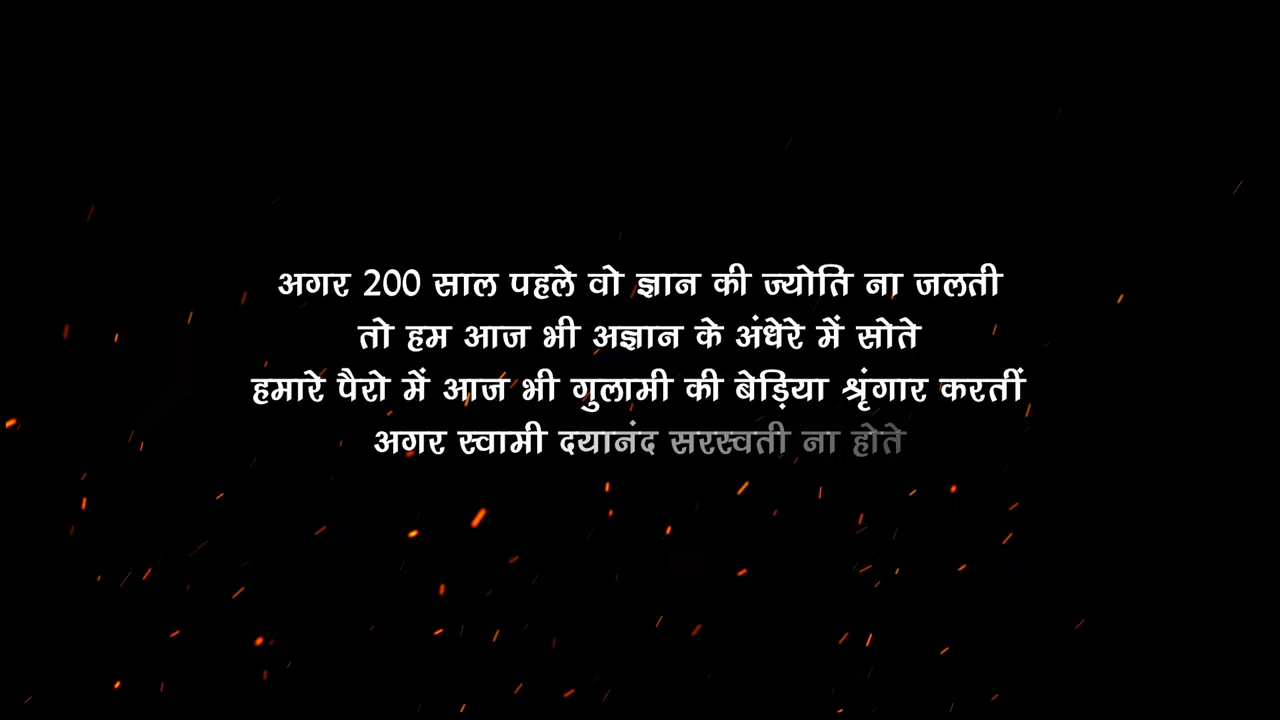 अगर 200 साल पहले वो ज्ञान की ज्योति ना जलती
तो हम आज भी अज्ञान के अंधेरे में सोते
हमारे पैरो में आज भी गुलामी की बेड़िया श्रृंगार करतीं
अगर स्वामी दयानंद सरस्वती ना होते